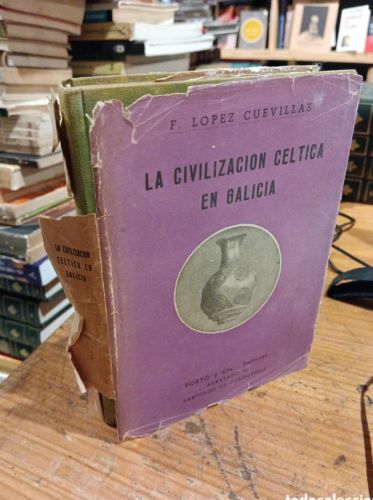 F. LOPEZ CUEVILLAS
LA CIVILIZACION CELTICA
EN GALICIA
PORTO Y Cía., Editores
APARTADO
SANTIAGO DE COMPOSTELA
LA CIVILIZACION
CELTICA EN
GALICIA
todocoleccion